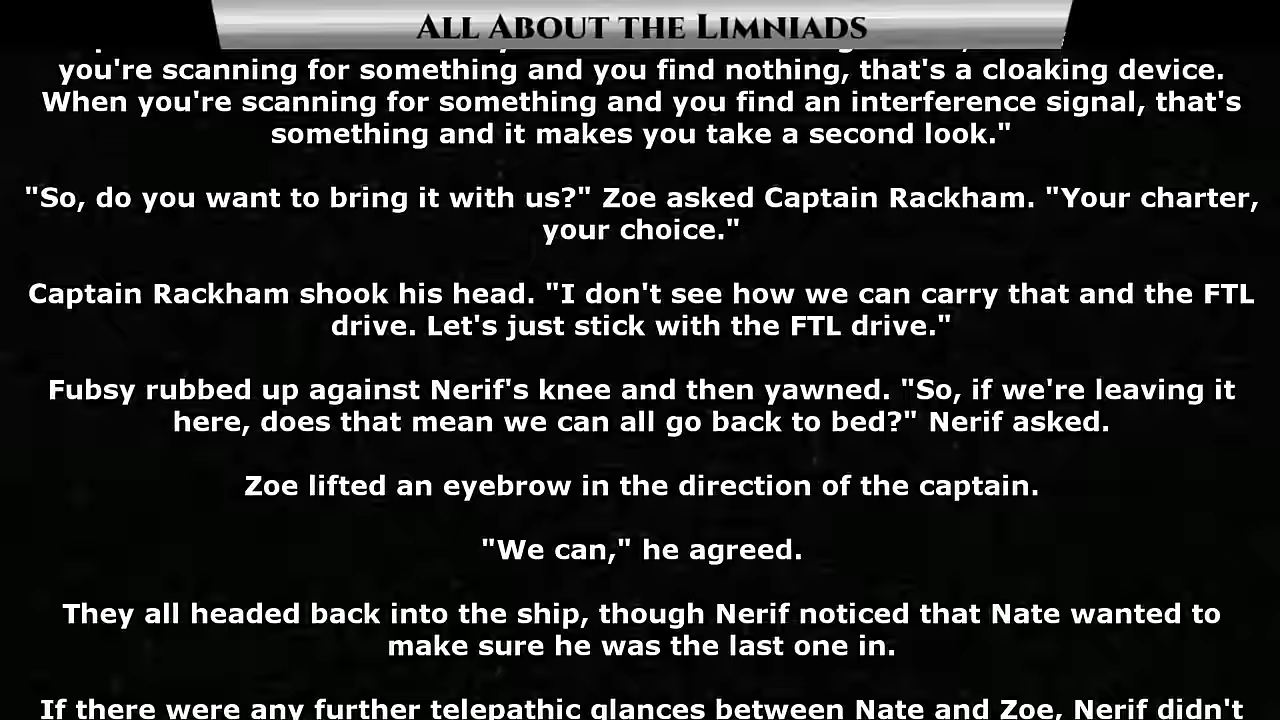 All About the Limniads
you're scanning for something and you find nothing, that's a cloaking device.
When you're scanning for something and you find an interference signal, that's
something and it makes you take a second look."
"So, do you want to bring it with us?" Zoe asked Captain Rackham. "Your charter,
your choice."
Captain Rackham shook his head. "I don't see how we can carry that and the FTL
drive. Let's just stick with the FTL drive."
Fubsy rubbed up against Nerif's knee and then yawned. "So, if we're leaving it
here, does that mean we can all go back to bed?" Nerif asked.
Zoe lifted an eyebrow in the direction of the captain.
"We can," he agreed.
They all headed back into the ship, though Nerif noticed that Nate wanted to
make sure he was the last one in.
If there were any further telepathic glances between Nate and Zoe, Nerif didn't